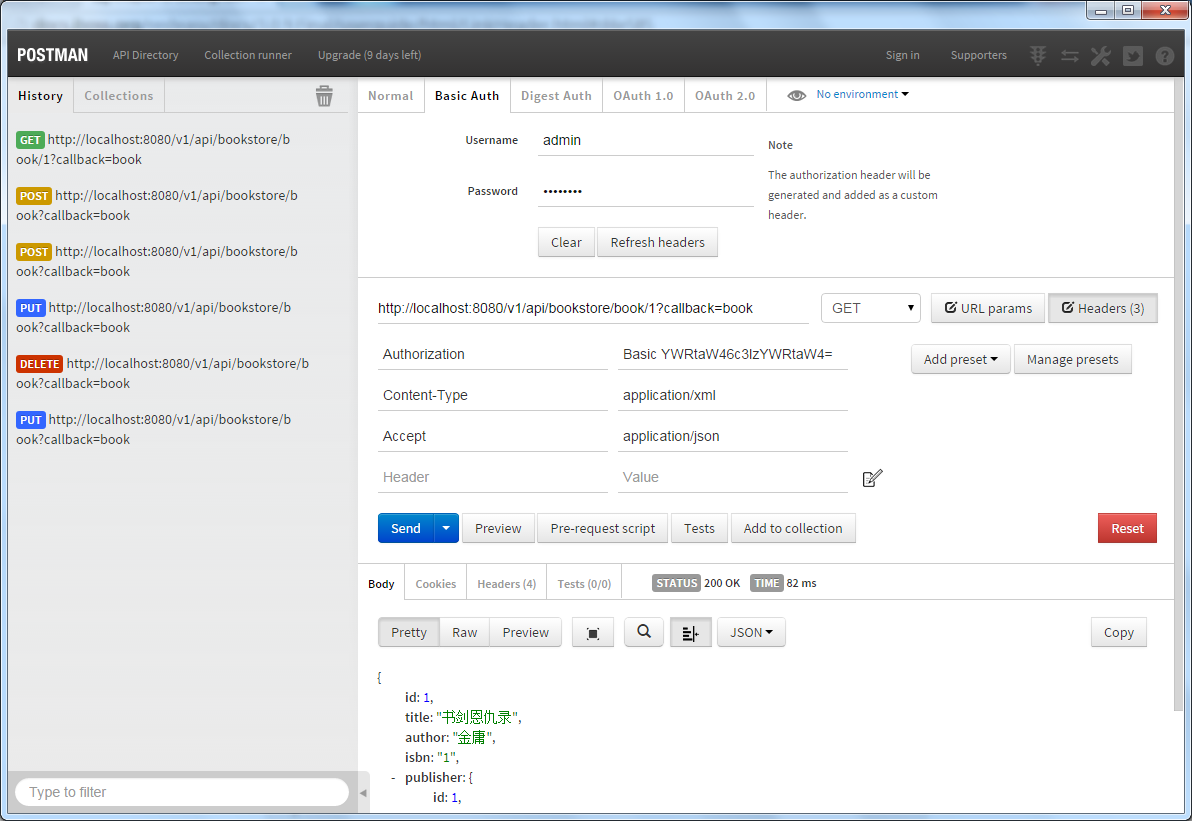 POSTMAN API Directory Collection runner Upgrade (9 days left) Sign in Supporters
History Collections
GET http://localhost:8080/v1/api/bookstore/b
ook/1?callback=book
POST http://localhost:8080/v1/api/bookstore/b
ook?callback=book
POST http://localhost:8080/v1/api/bookstore/b
ook?callback=book
PUT http://localhost:8080/v1/api/bookstore/b
ook?callback=book
DELETE http://localhost:8080/v1/api/bookstore/b
ook?callback=book
PUT http://localhost:8080/v1/api/bookstore/b
ook?callback=book
Type to filter
Normal Basic Auth Digest Auth OAuth 1.0 OAuth 2.0 No environment
Username admin
Password ••••••••
Note
The authorization header will be
generated and added as a custom
header.
Clear Refresh headers
http://localhost:8080/v1/api/bookstore/book/1?callback=book GET URL params Headers (3)
Authorization Basic YWRtaW46c3lzYWRtaW4= Add preset Manage presets
Content-Type application/xml
Accept application/json
Header Value
Send Preview Pre-request script Tests Add to collection Reset
Body Cookies Headers (4) Tests (0/0) STATUS 200 OK TIME 82 ms
Pretty Raw Preview JSON Copy
{
id: 1,
title: "书剑恩仇录",
author: "金庸",
isbn: "1",
- publisher: {
id: 1,